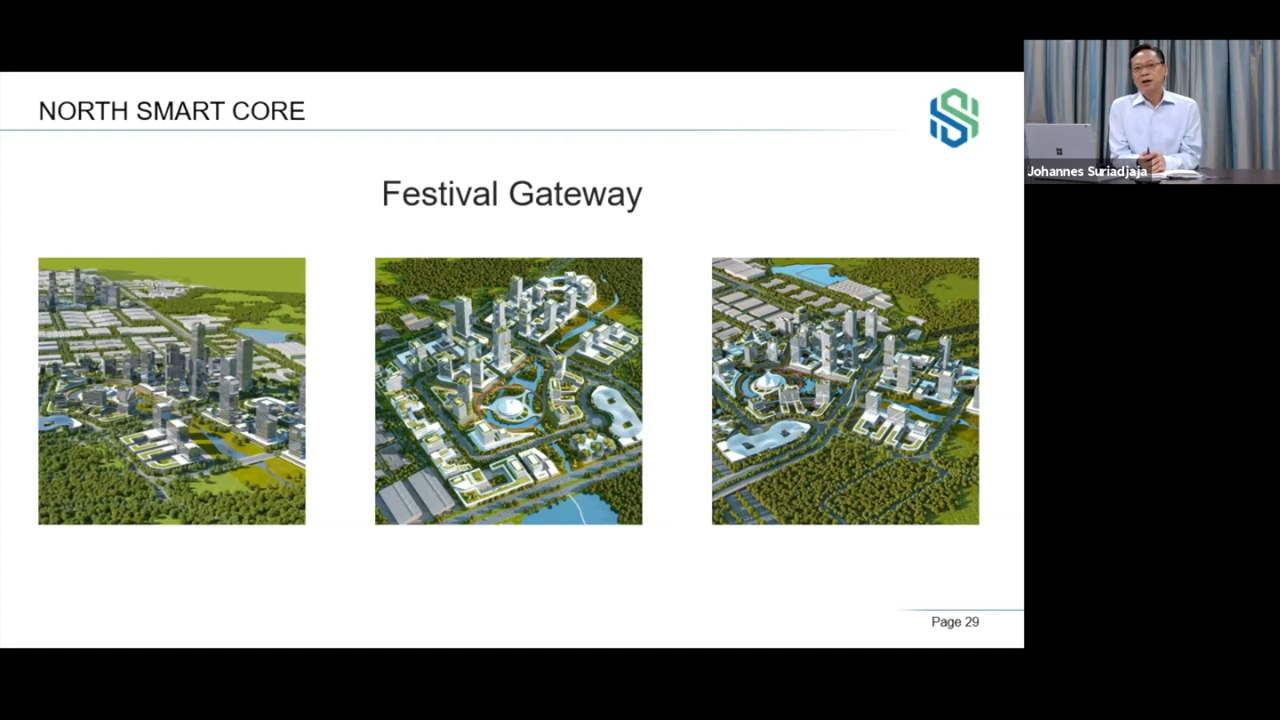 NORTH SMART CORE
Festival Gateway
Page 29
Johannes Suriadjaja